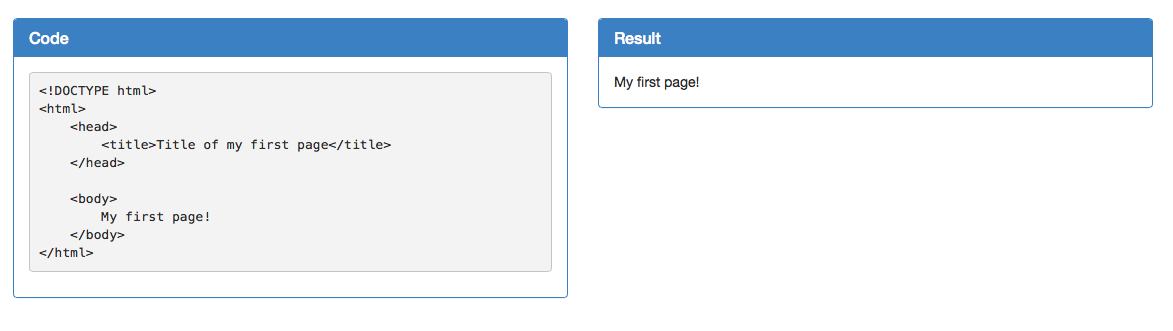 Code
<!DOCTYPE html>
<html>
    <head>
        <title>Title of my first page</title>
    </head>

    <body>
        My first page!
    </body>
</html>
Result
My first page!